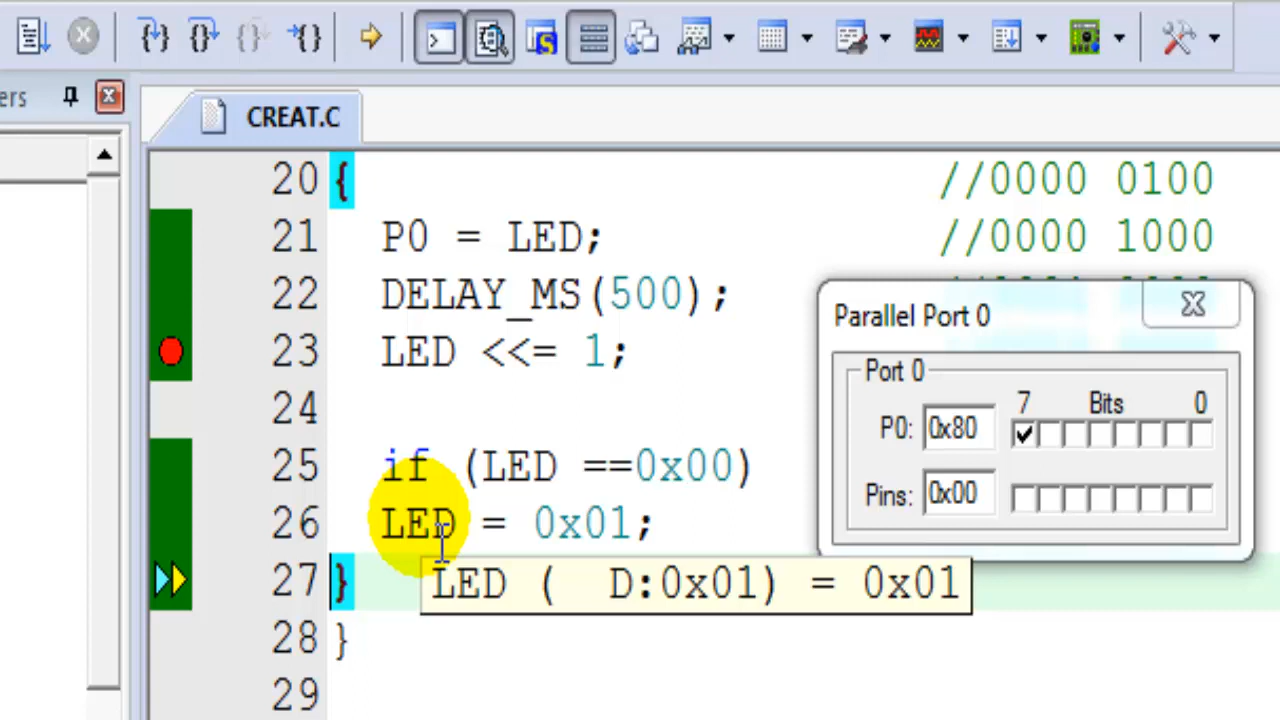 ers
CREAT.C
20 { //0000 0100
21 P0 = LED; //0000 1000
22 DELAY_MS(500);
23 LED <<= 1;
24
25 if (LED ==0x00)
26 LED = 0x01;
27 }
LED ( D:0x01) = 0x01
28 }
29
Parallel Port 0
Port 0
7 Bits 0
P0: 0x80
Pins: 0x00